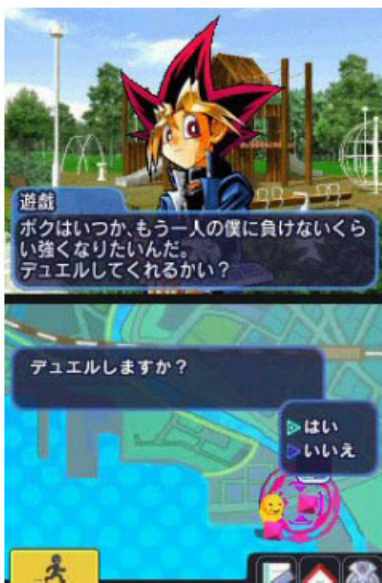 遊戯
ボクはいつか、もう一人の僕に負けないくら
い強くなりたいんだ。
デュエルしてくれるかい？
デュエルしますか？
はい
いいえ